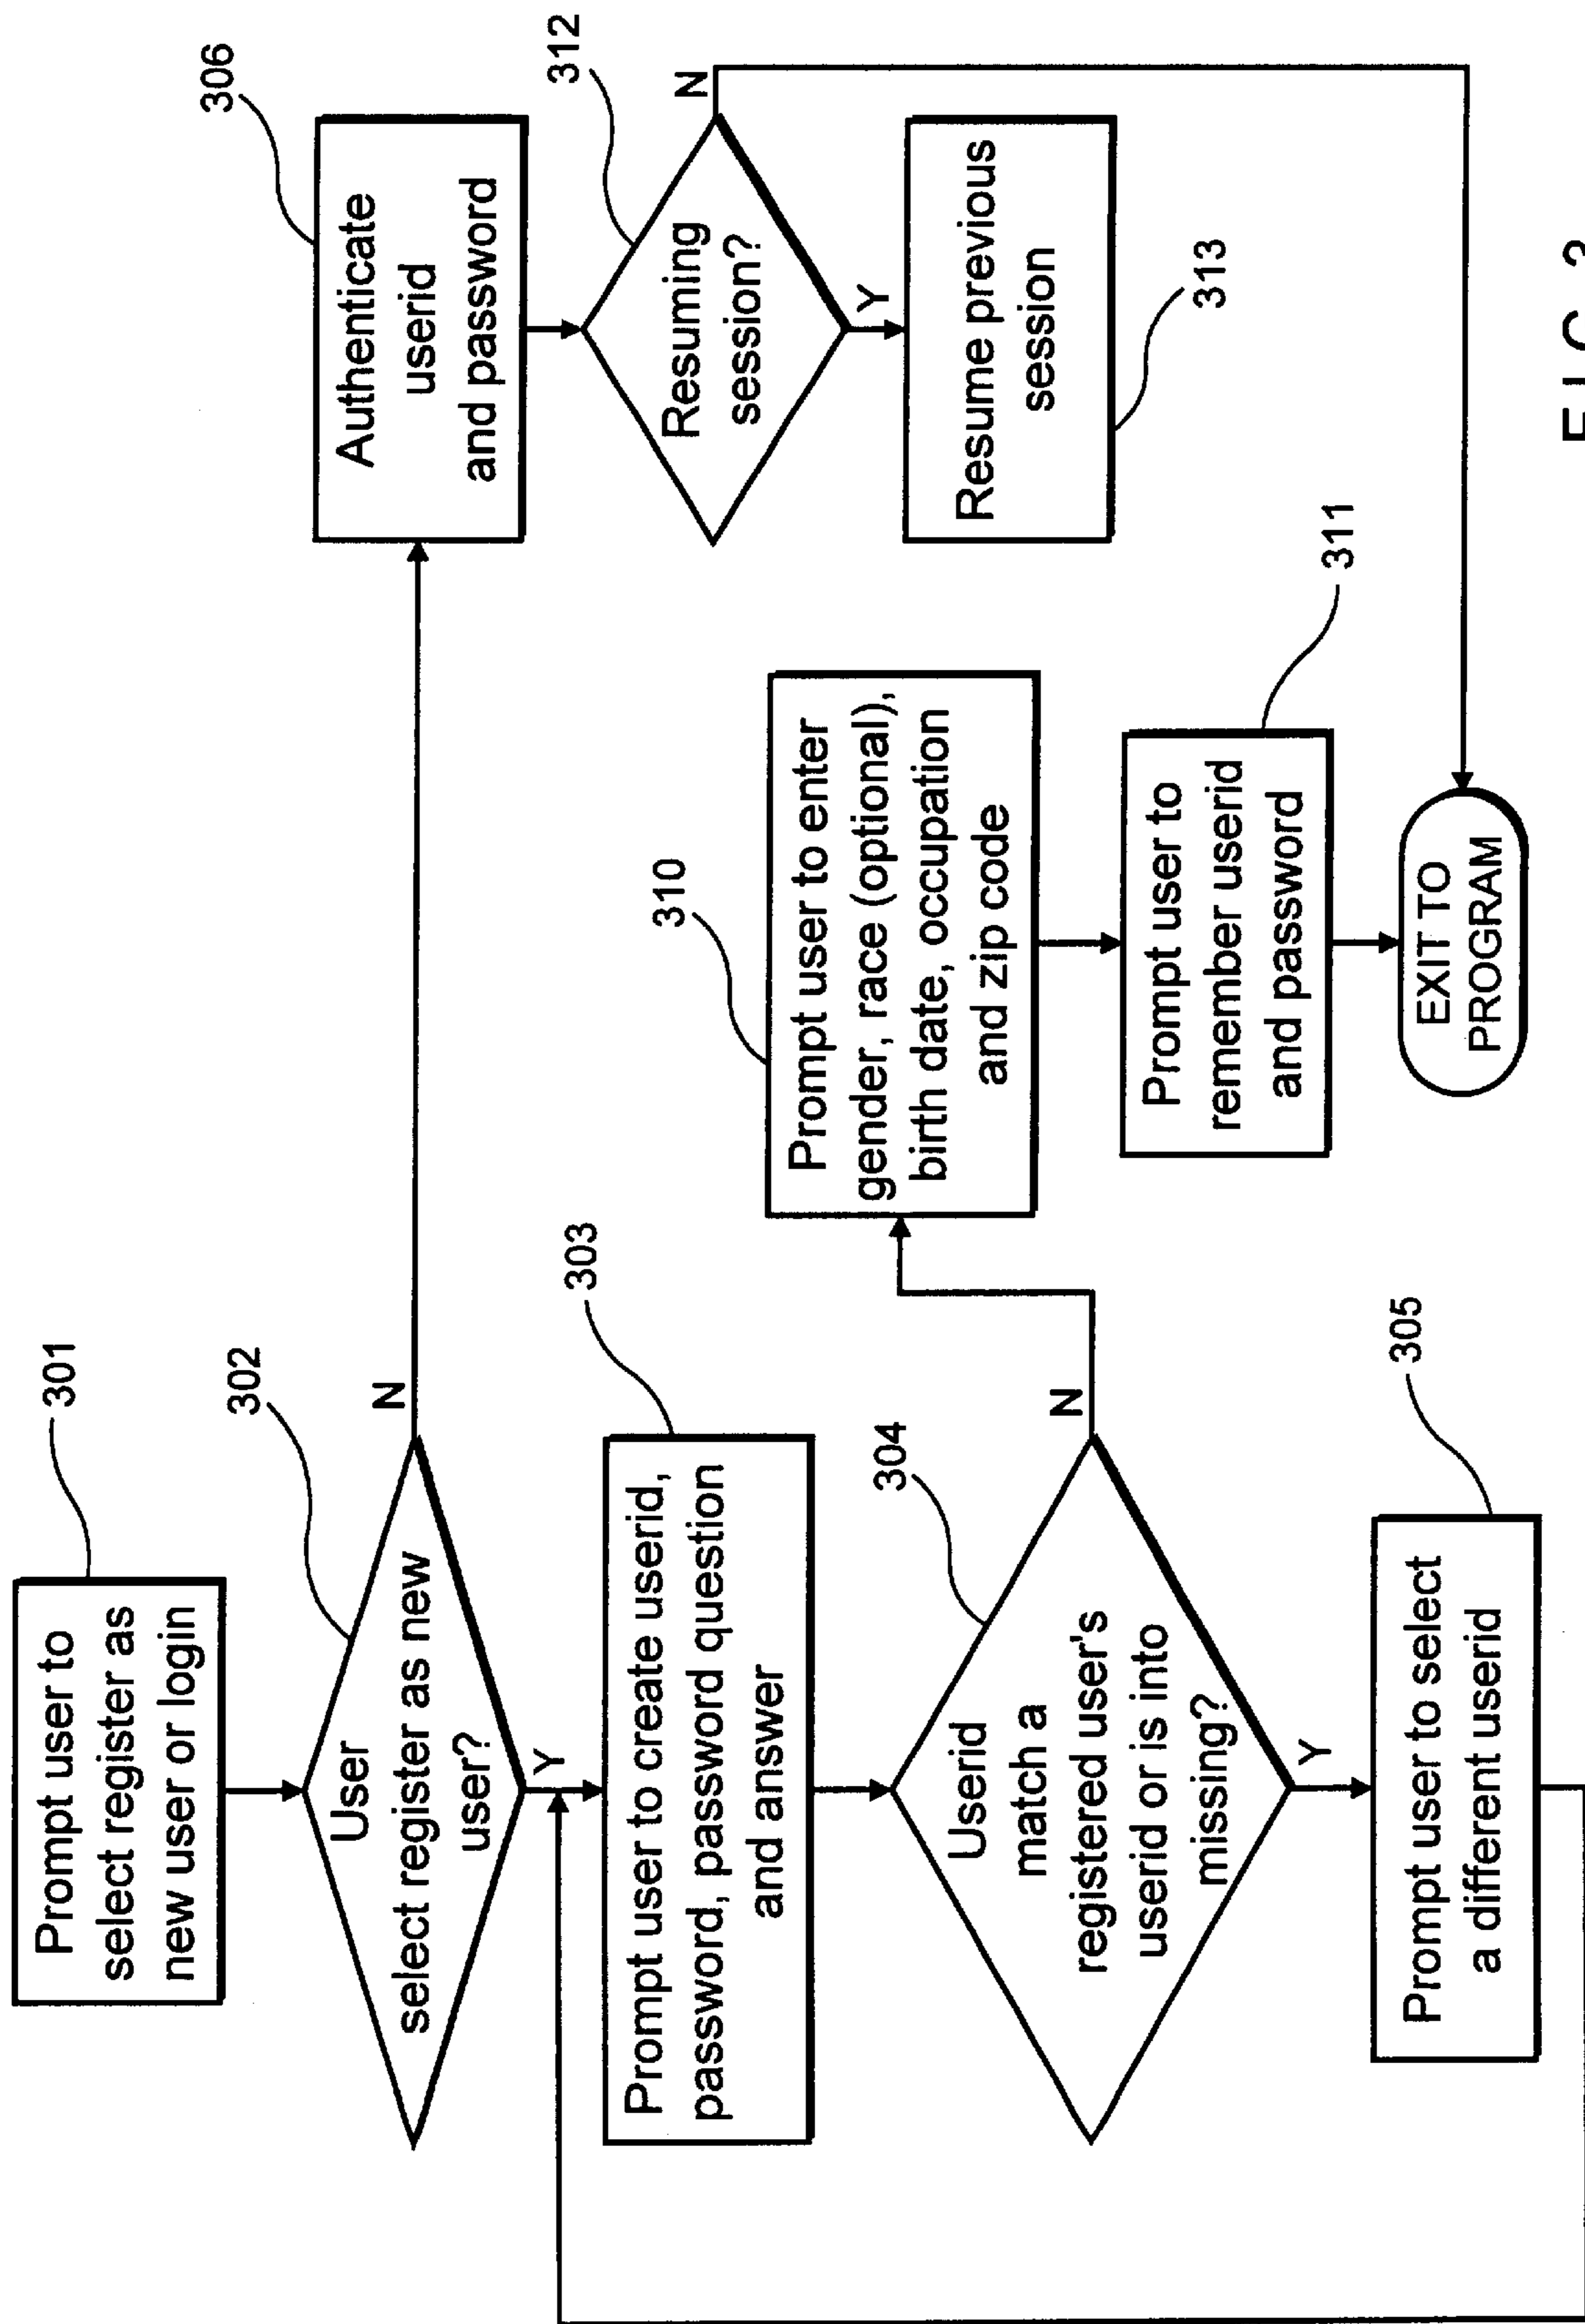 301
Prompt user to
select register as
new user or login
302
User
select register as new
user?
N
Y
303
Prompt user to create userid,
password, password question
and answer
304
Userid
match a
registered user's
userid or is into
missing?
N
Y
305
Prompt user to select
a different userid
306
Authenticate
userid
and password
312
Resuming
session?
N
Y
Resume previous
session
313
310
Prompt user to enter
gender, race (optional),
birth date, occupation
and zip code
311
Prompt user to
remember userid
and password
EXIT TO
PROGRAM